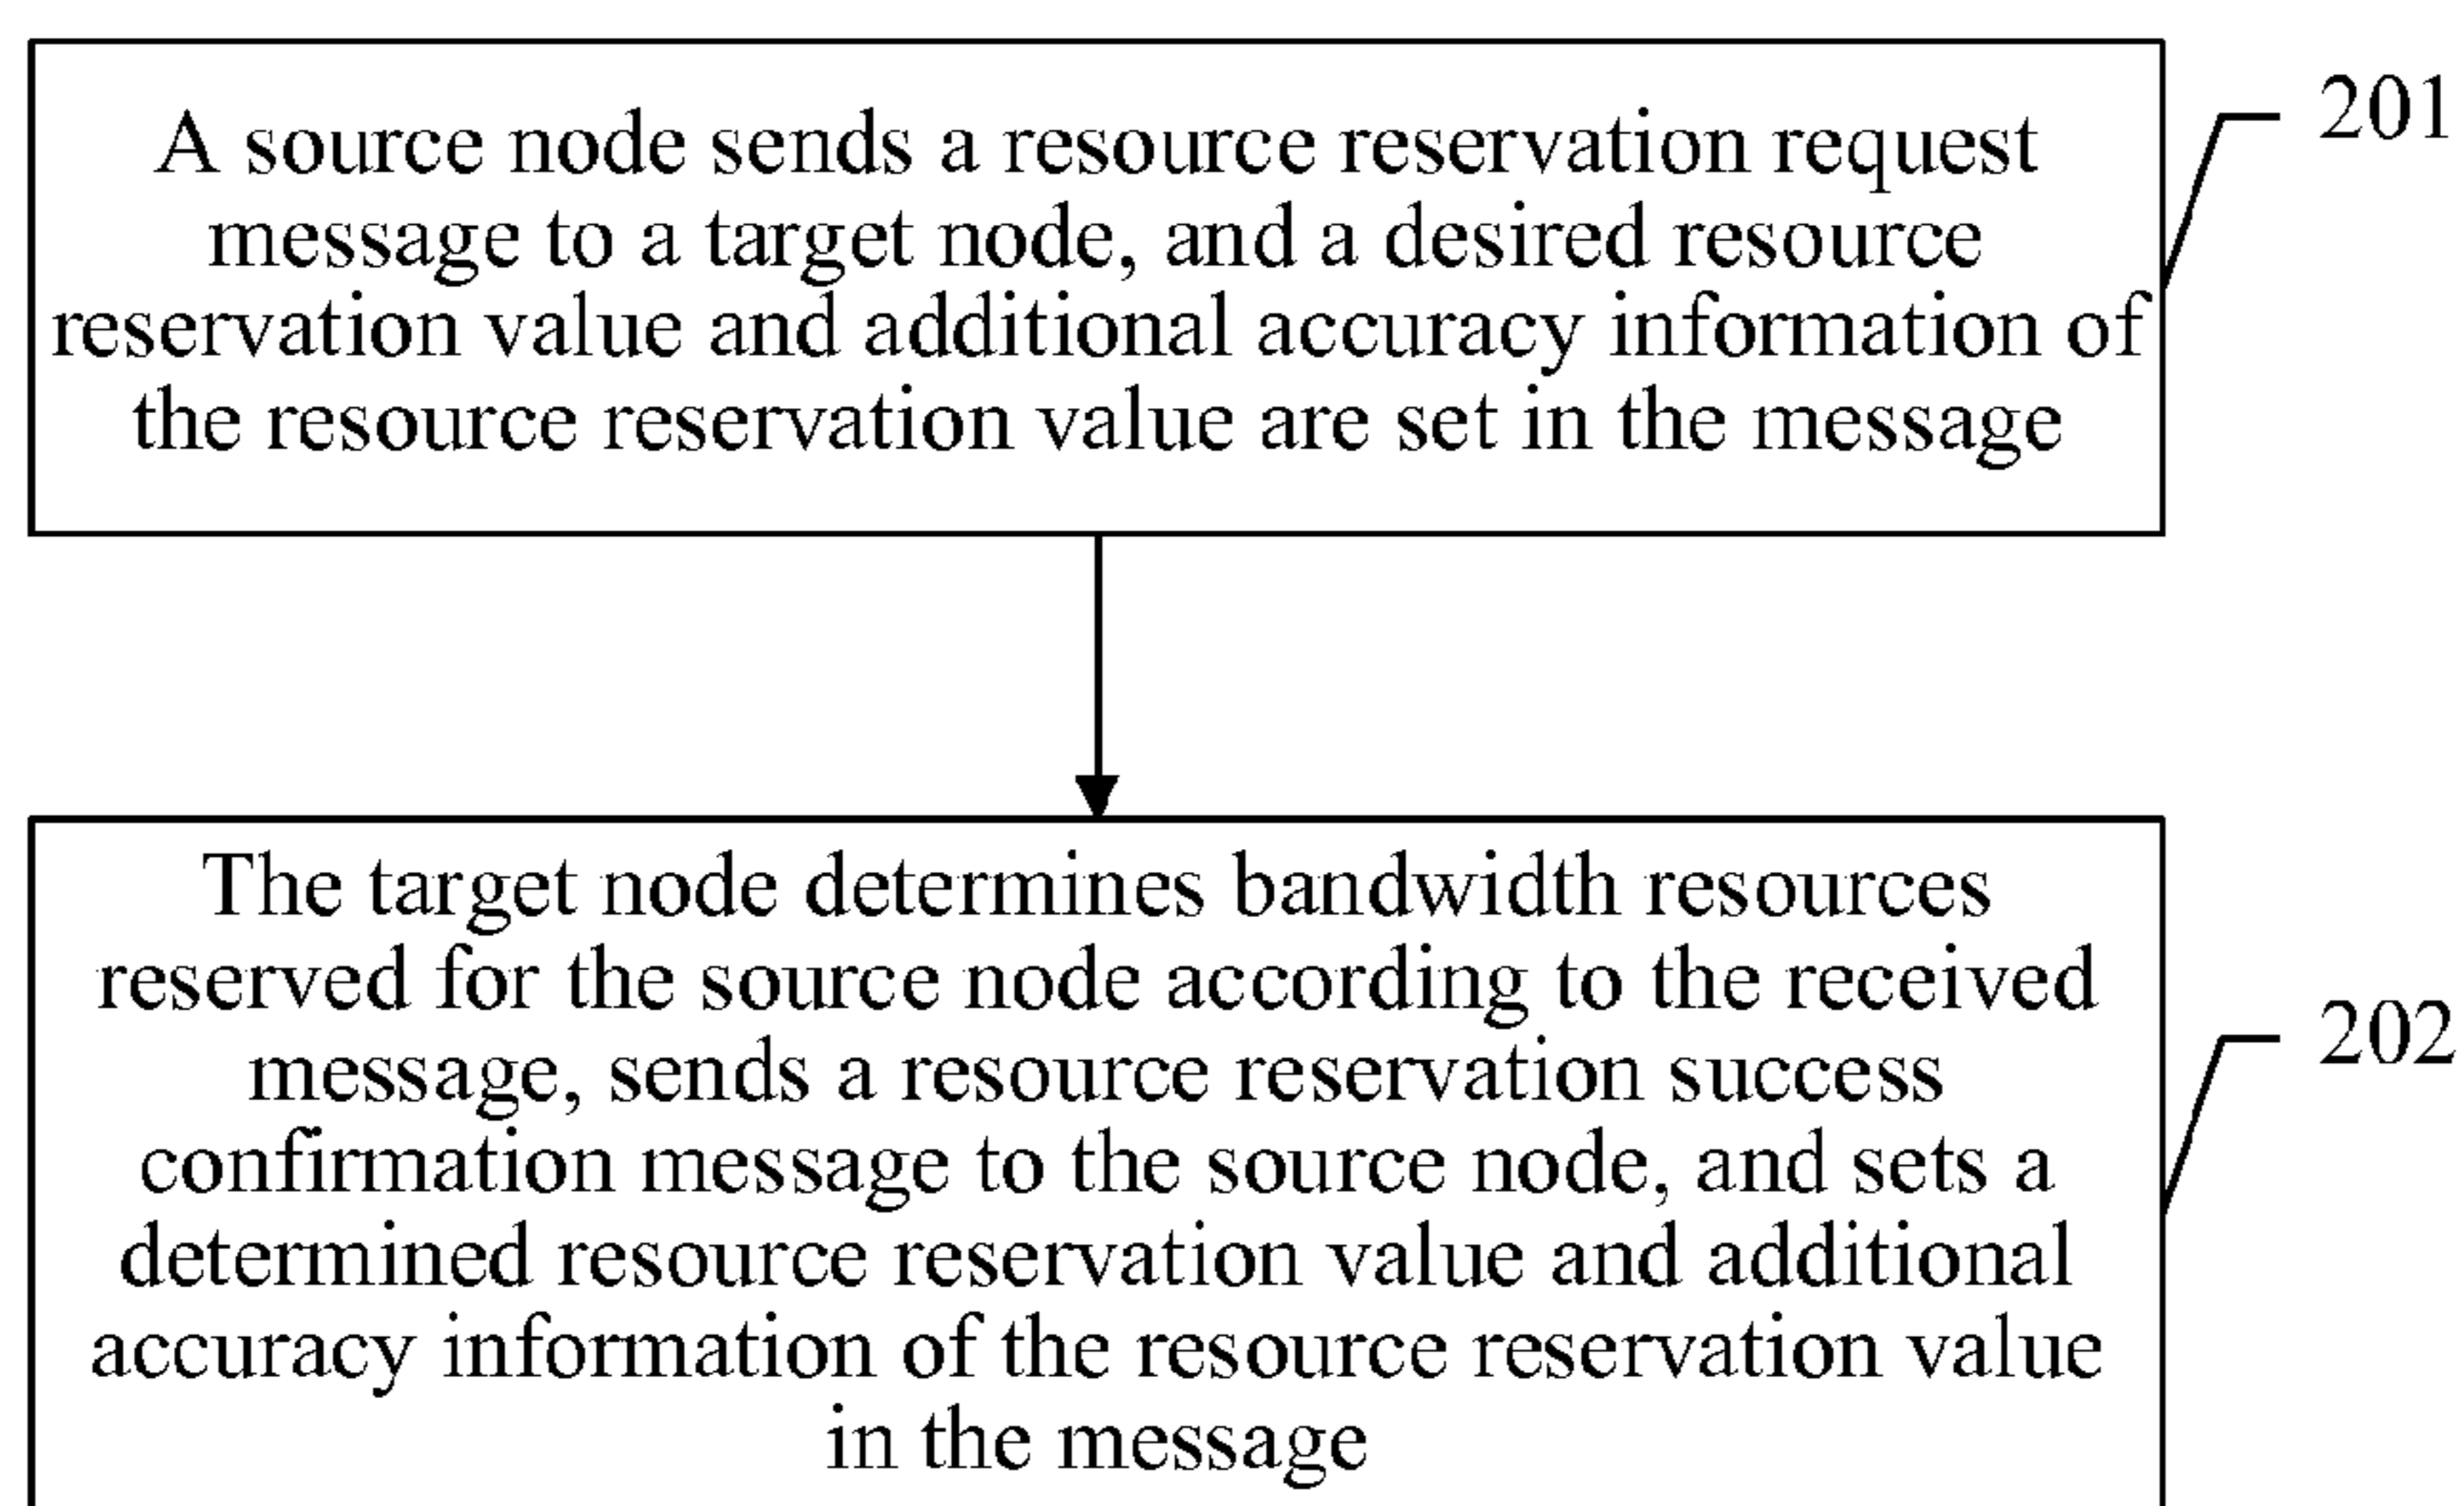 A source node sends a resource reservation request
message to a target node, and a desired resource
reservation value and additional accuracy information of
the resource reservation value are set in the message
201
The target node determines bandwidth resources
reserved for the source node according to the received
message, sends a resource reservation success
confirmation message to the source node, and sets a
determined resource reservation value and additional
accuracy information of the resource reservation value
in the message
202